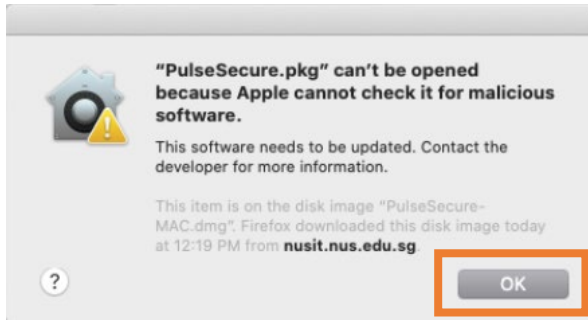 “PulseSecure.pkg” can’t be opened
because Apple cannot check it for malicious
software.
This software needs to be updated. Contact the
developer for more information.
This item is on the disk image “PulseSecure-
MAC.dmg”. Firefox downloaded this disk image today
at 12:19 PM from nusit.nus.edu.sg.
?
OK